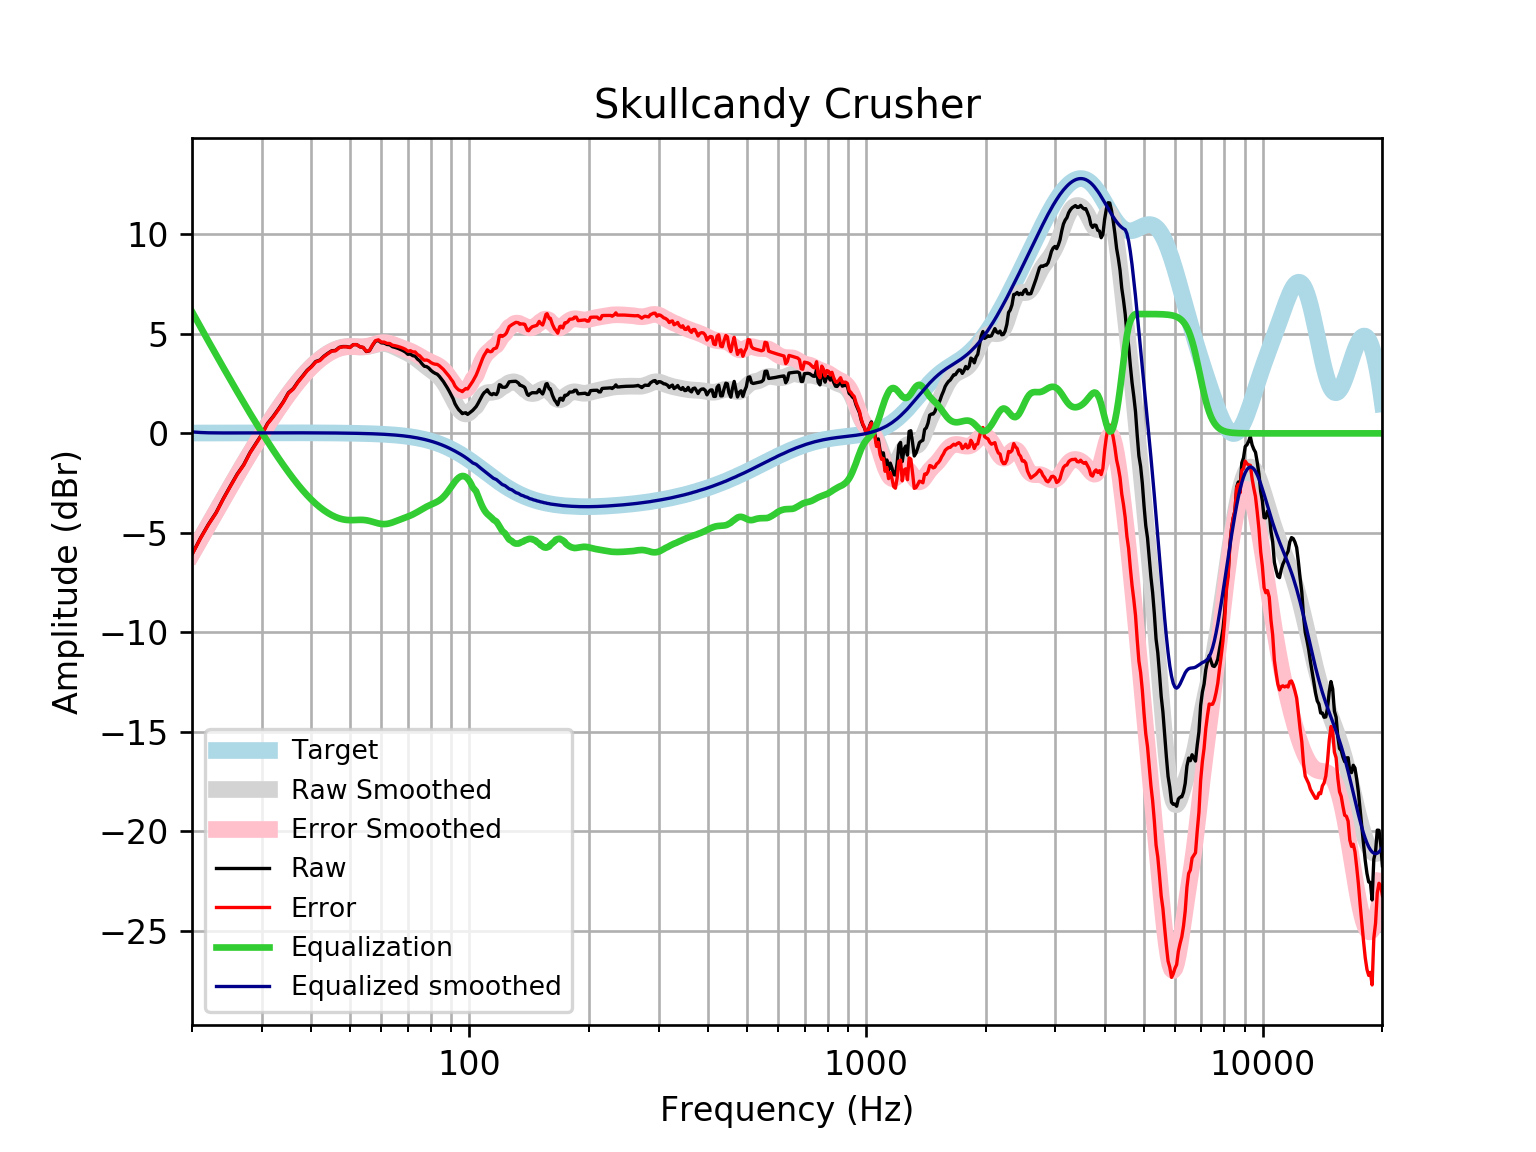 Skullcandy Crusher
Amplitude (dBr)
10
5
0
−5
−10
−15
−20
−25
Target
Raw Smoothed
Error Smoothed
Raw
Error
Equalization
Equalized smoothed
100
1000
10000
Frequency (Hz)